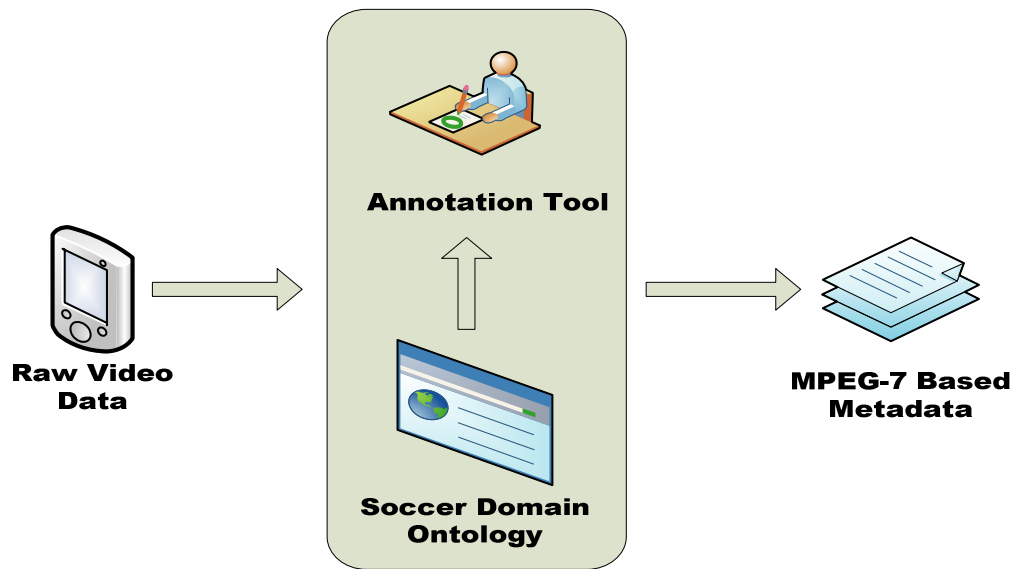 Annotation Tool
Raw Video
Data
Soccer Domain
Ontology
MPEG-7 Based
Metadata